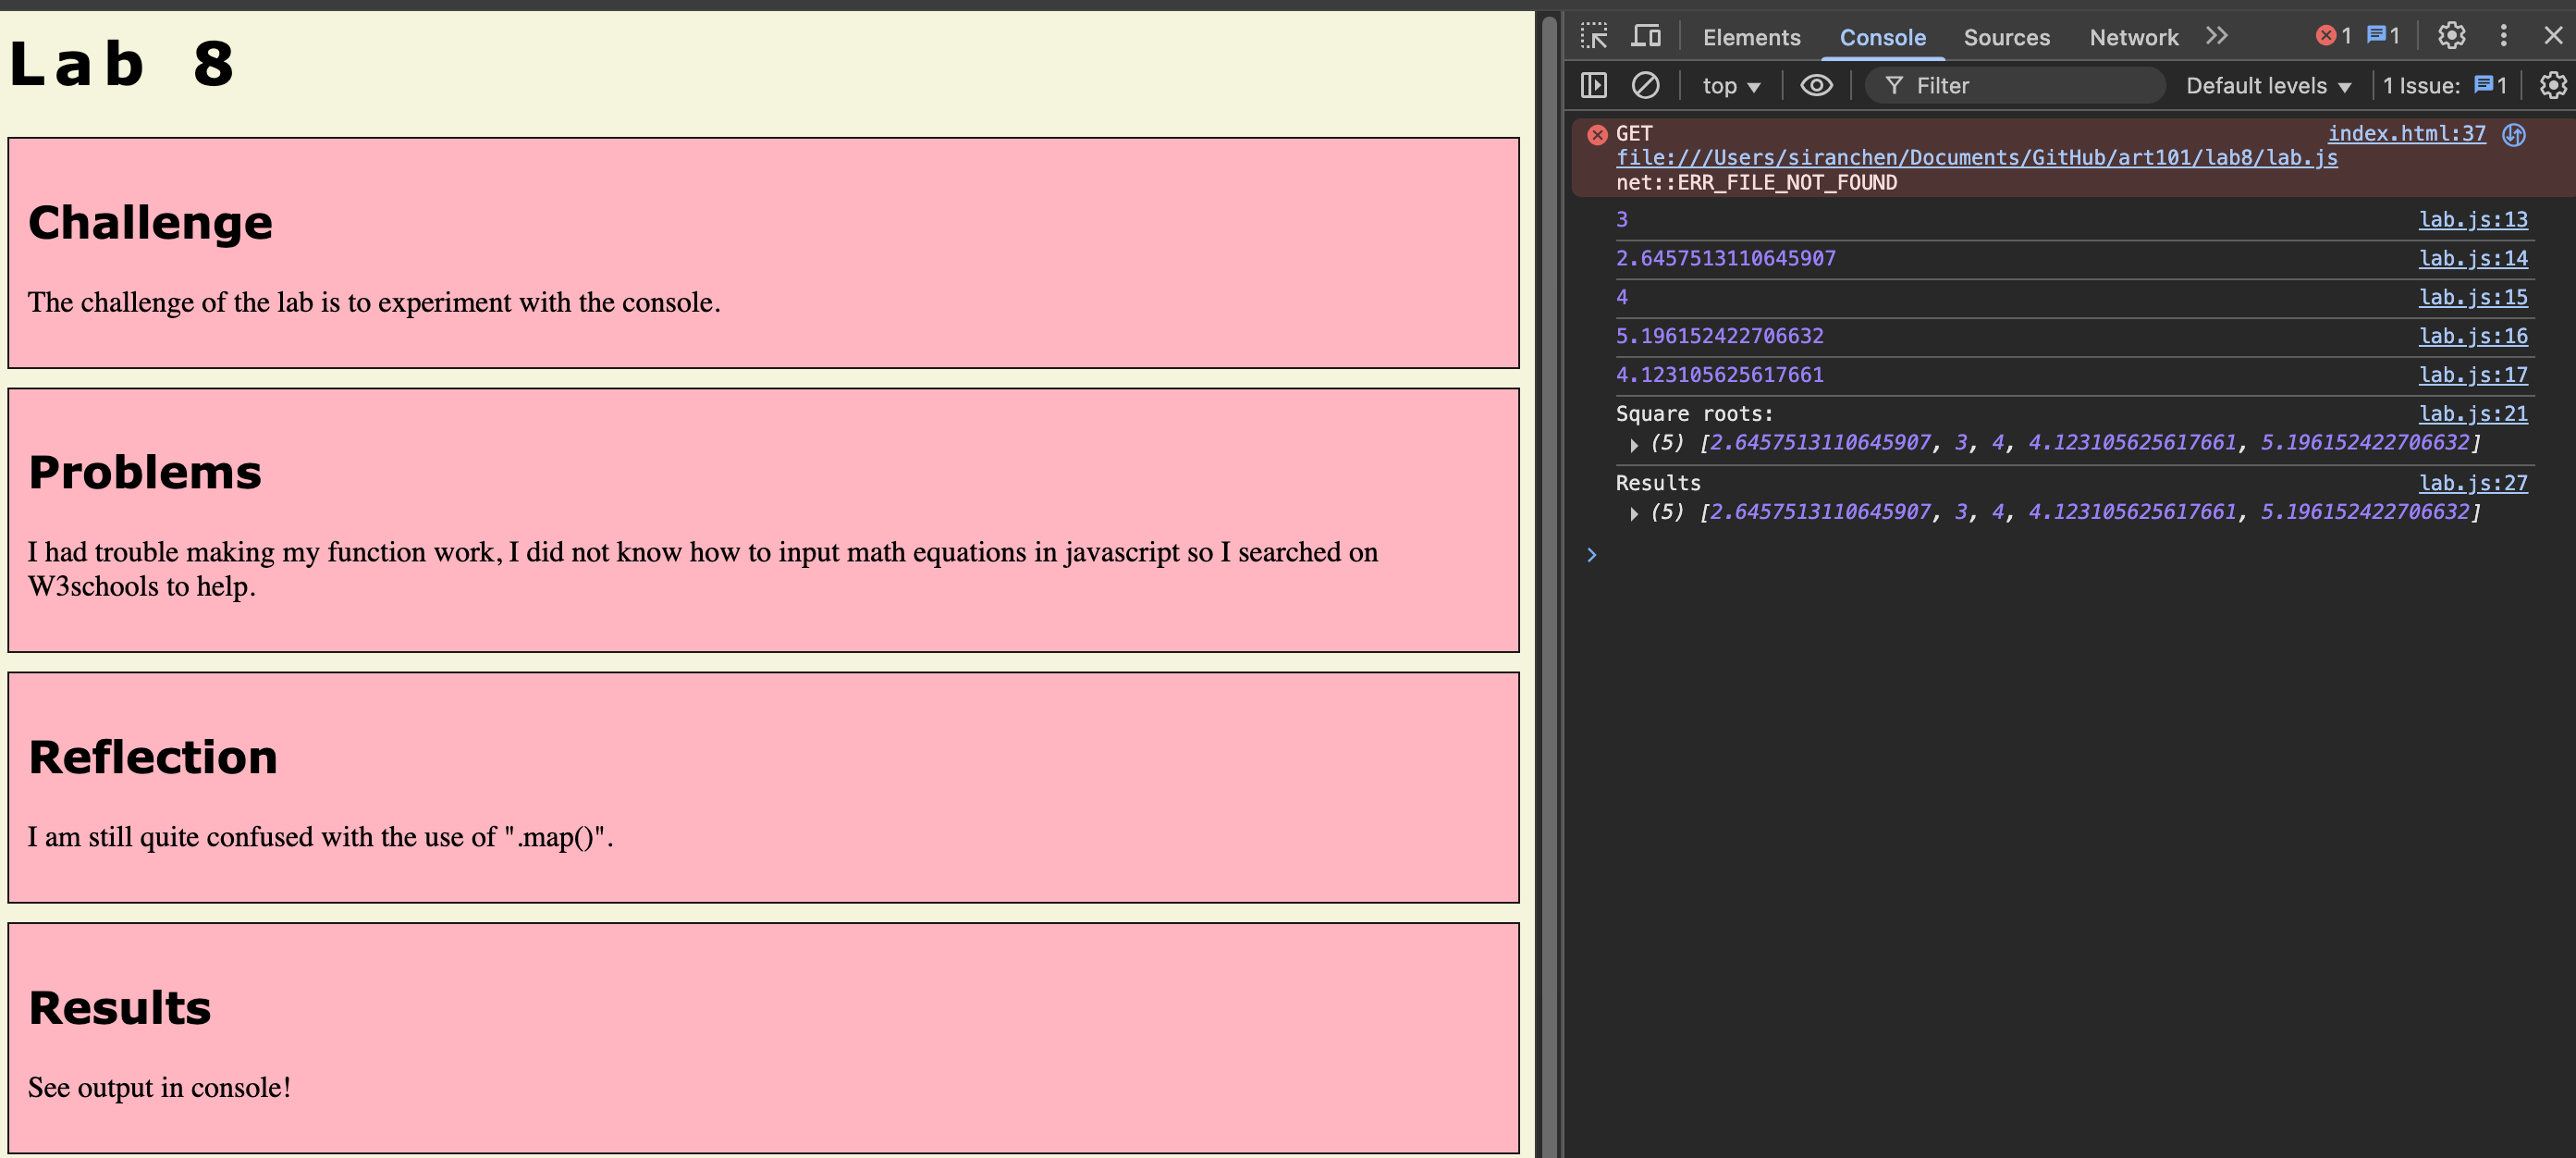 Lab 8
Challenge
The challenge of the lab is to experiment with the console.
Problems
I had trouble making my function work, I did not know how to input math equations in javascript so I searched on
W3schools to help.
Reflection
I am still quite confused with the use of ".map()".
Results
See output in console!
Elements Console Sources Network 1 1
top Filter Default levels 1 Issue: 1
GET index.html:37
file:///Users/siranchen/Documents/GitHub/art101/lab8/lab.js
net::ERR_FILE_NOT_FOUND
3 lab.js:13
2.6457513110645907 lab.js:14
4 lab.js:15
5.196152422706632 lab.js:16
4.123105625617661 lab.js:17
Square roots: lab.js:21
(5) [2.6457513110645907, 3, 4, 4.123105625617661, 5.196152422706632]
Results lab.js:27
(5) [2.6457513110645907, 3, 4, 4.123105625617661, 5.196152422706632]